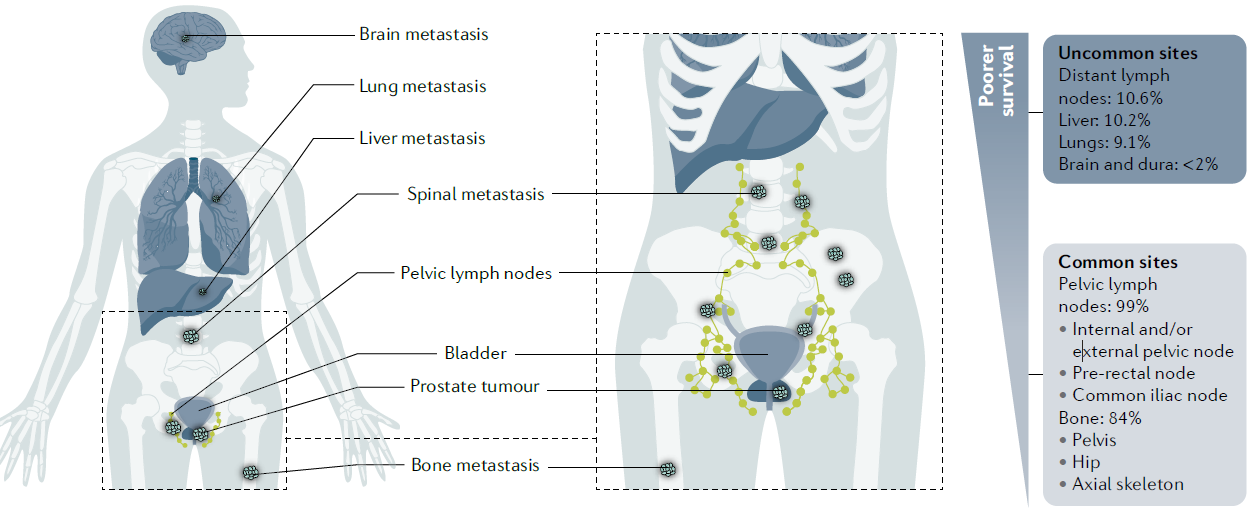 Brain metastasis
Lung metastasis
Liver metastasis
Spinal metastasis
Pelvic lymph nodes
Bladder
Prostate tumour
Bone metastasis
Poorer
survival
Uncommon sites
Distant lymph
nodes: 10.6%
Liver: 10.2%
Lungs: 9.1%
Brain and dura: <2%
Common sites
Pelvic lymph
nodes: 99%
• Internal and/or
external pelvic node
• Pre-rectal node
• Common iliac node
Bone: 84%
• Pelvis
• Hip
• Axial skeleton